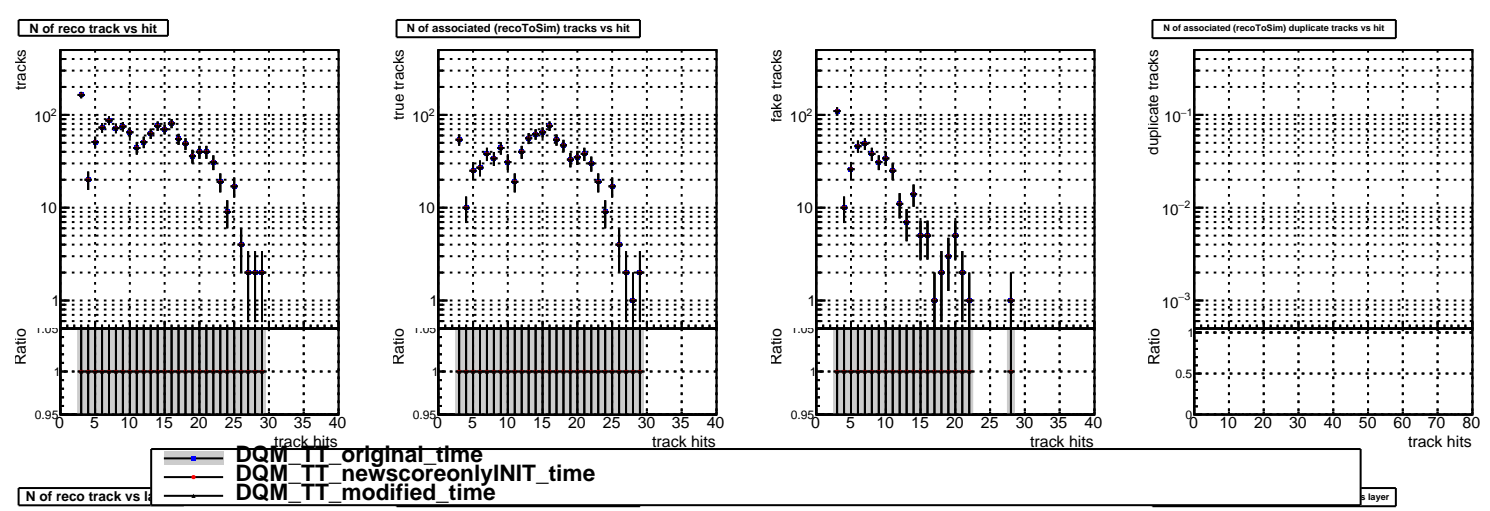 N of reco track vs hit
N of associated (recoToSim) tracks vs hit
N of associated (recoToSim) duplicate tracks vs hit
tracks
10²
10
1
true tracks
10²
10
1
fake tracks
10²
10
1
duplicate tracks
10⁻¹
10⁻²
10⁻³
Ratio
1.05
1
0.95
Ratio
1.05
1
0.95
Ratio
1.05
1
0.95
Ratio
1
0.5
0
0 5 10 15 20 25 30 35 40
0 5 10 15 20 25 30 35 40
0 5 10 15 20 25 30 35 40
0 10 20 30 40 50 60 70 80
track hits
track hits
track hits
track hits
DQM_TT_original_time
DQM_TT_newscoreonlyINIT_time
DQM_TT_modified_time
N of reco track vs la
s layer